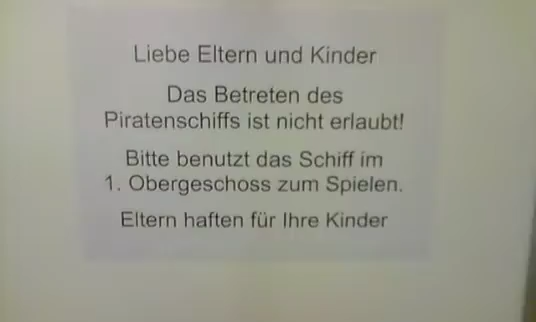 Liebe Eltern und Kinder
Das Betreten des
Piratenschiffs ist nicht erlaubt!
Bitte benutzt das Schiff im
1. Obergeschoss zum Spielen.
Eltern haften für Ihre Kinder